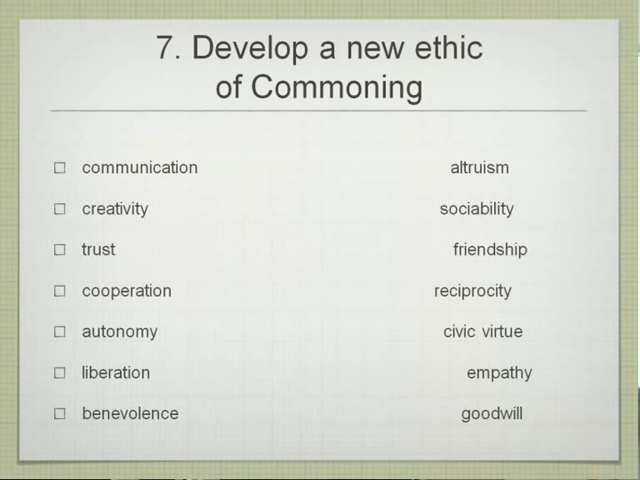 7. Develop a new ethic
of Commoning
communication altruism
creativity sociability
trust friendship
cooperation reciprocity
autonomy civic virtue
liberation empathy
benevolence goodwill